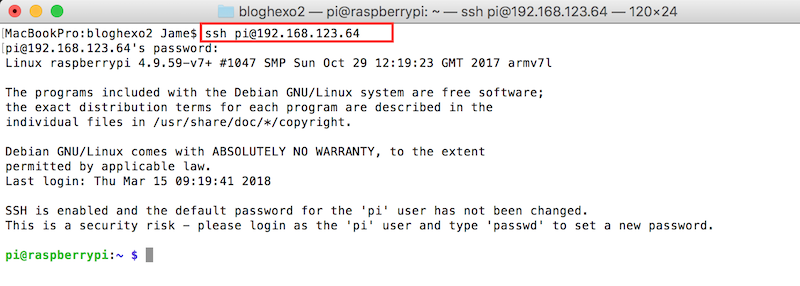 bloghexo2 — pi@raspberrypi: ~ — ssh pi@192.168.123.64 — 120×24
[MacBookPro:bloghexo2 Jame$ ssh pi@192.168.123.64
[pi@192.168.123.64's password:
Linux raspberrypi 4.9.59-v7+ #1047 SMP Sun Oct 29 12:19:23 GMT 2017 armv7l
The programs included with the Debian GNU/Linux system are free software;
the exact distribution terms for each program are described in the
individual files in /usr/share/doc/*/copyright.
Debian GNU/Linux comes with ABSOLUTELY NO WARRANTY, to the extent
permitted by applicable law.
Last login: Thu Mar 15 09:19:41 2018
SSH is enabled and the default password for the 'pi' user has not been changed.
This is a security risk - please login as the 'pi' user and type 'passwd' to set a new password.
pi@raspberrypi:~ $